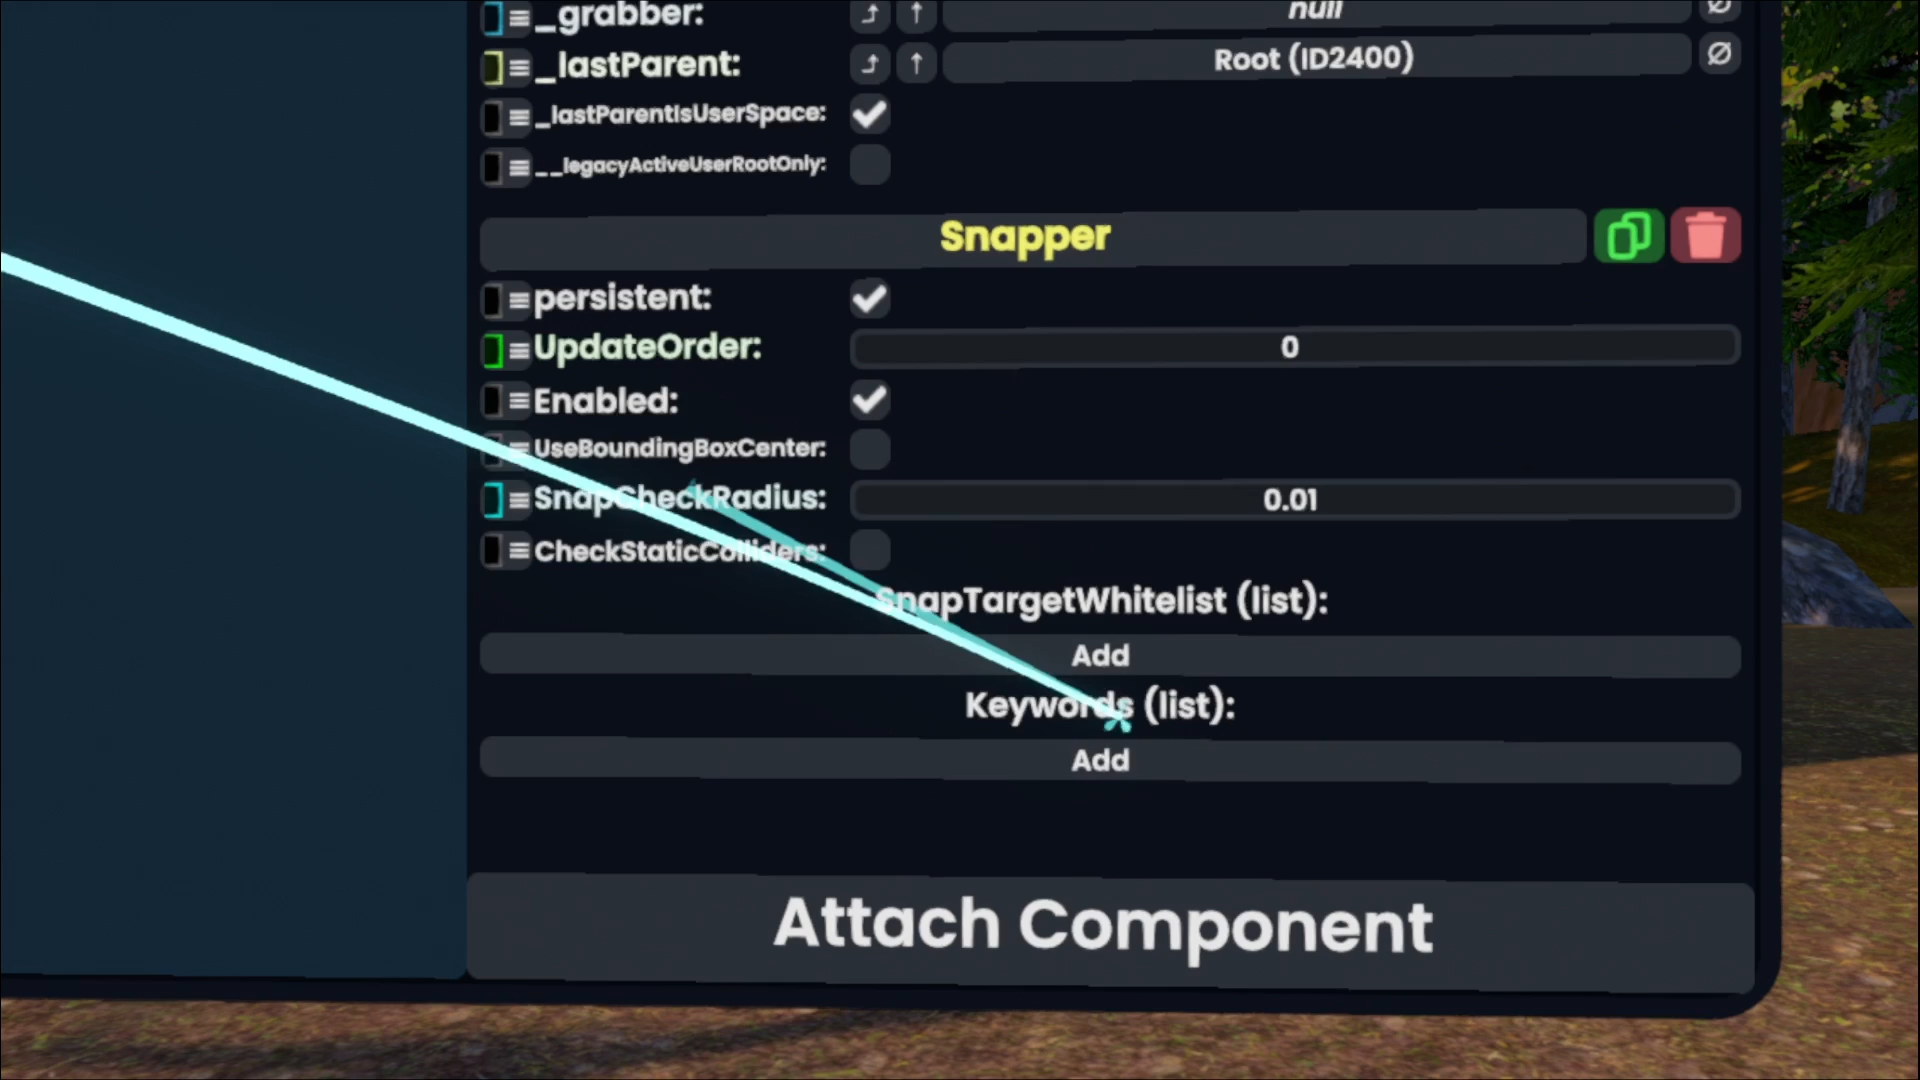 _grabber:
null
Ø
_lastParent:
Root (ID2400)
Ø
_lastParentIsUserSpace:
__legacyActiveUserRootOnly:
Snapper
persistent:
UpdateOrder:
0
Enabled:
UseBoundingBoxCenter:
SnapCheckRadius:
0.01
CheckStaticColliders:
SnapTargetWhitelist (list):
Add
Keywords (list):
Add
Attach Component